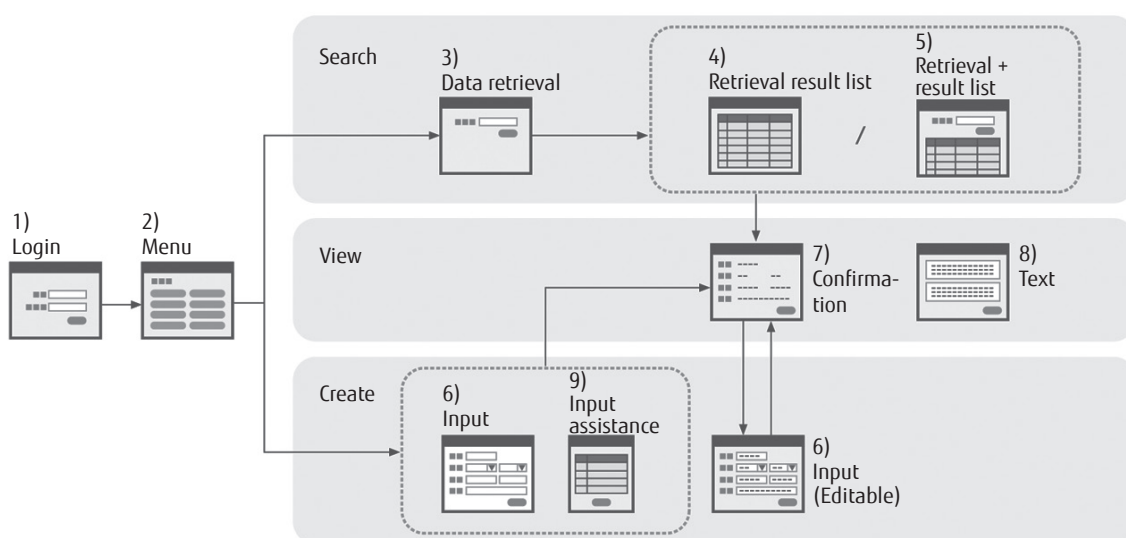 Search
3)
Data retrieval
4)
Retrieval result list
/
5)
Retrieval +
result list
1)
Login
2)
Menu
View
7)
Confirma-
tion
8)
Text
Create
6)
Input
9)
Input
assistance
6)
Input
(Editable)